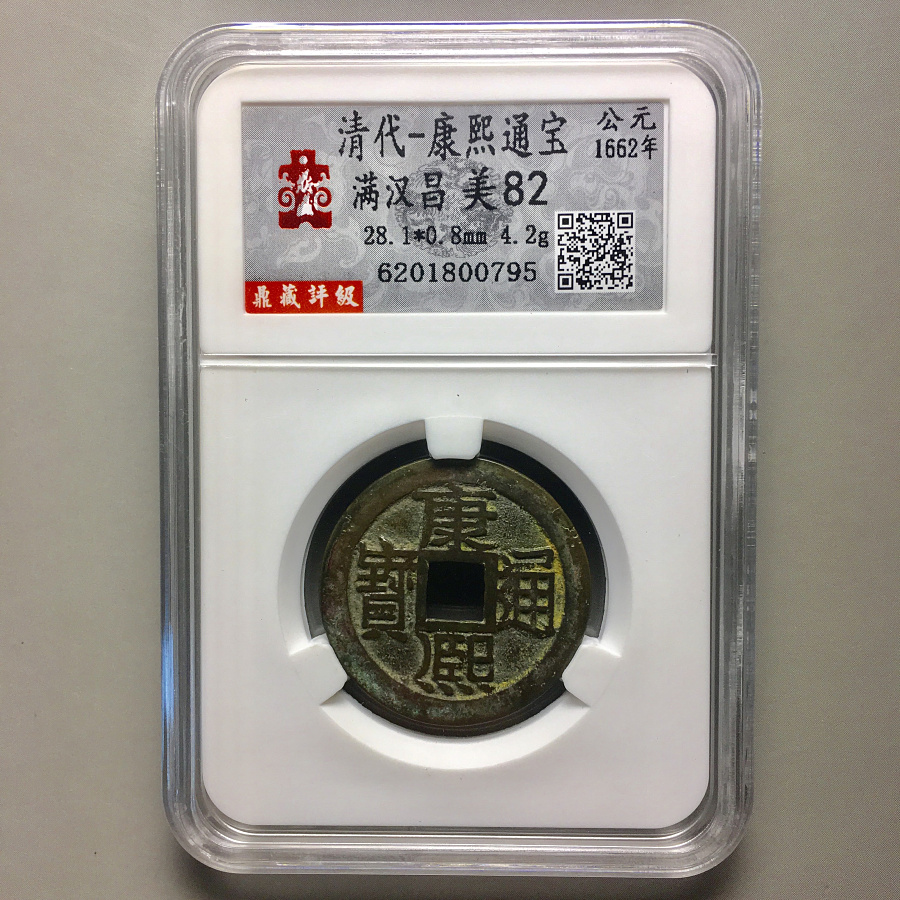 清代-康熙通宝
公元
1662年
满汉昌 美82
28.1*0.8mm 4.2g
6201800795
鼎藏評級
康熙通寶